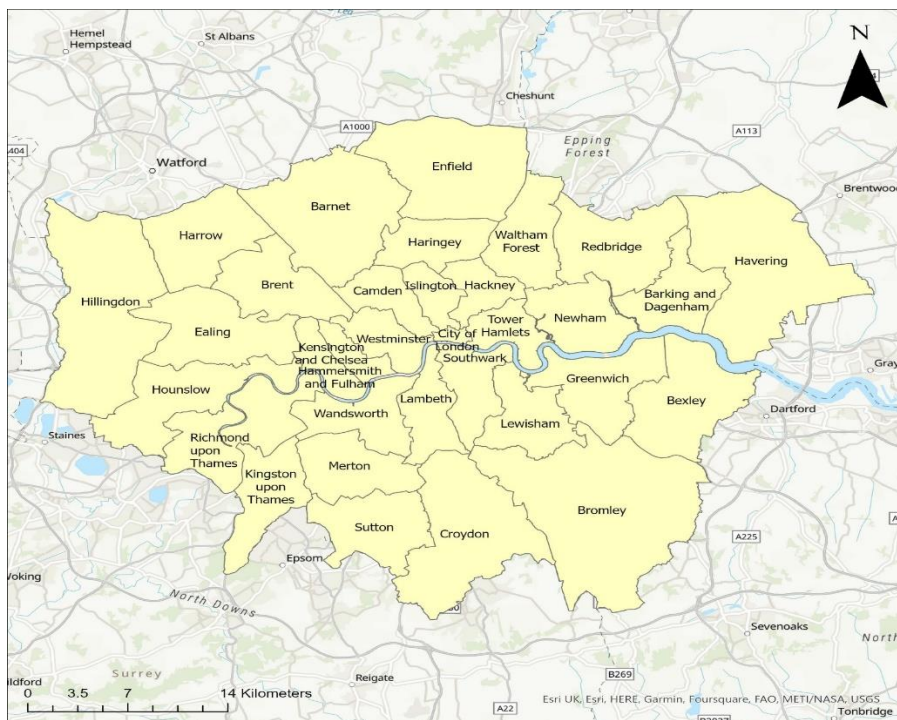 Hemel
Hempstead
St Albans
N
Cheshunt
A1000
A113
Epping
Forest
404
Watford
Brentwood
Enfield
Barnet
Harrow
Haringey
Waltham
Forest
Redbridge
Havering
Hillingdon
Brent
Camden
Islington
Hackney
Barking and
Dagenham
Ealing
Westminster
City of
London
Tower
Hamlets
Newham
Kensington
and Chelsea
Hammersmith
and Fulham
Southwark
Hounslow
Greenwich
Gray
Wandsworth
Lambeth
Bexley
Dartford
Staines
Richmond
upon
Thames
Lewisham
Merton
Kingston
upon
Thames
Sutton
Croydon
Bromley
A225
Epsom
Woking
North Downs
Sevenoaks
North
Surrey
Reigate
B269
ildford
0 3.5 7 14 Kilometers
A22
Esri UK, Esri, HERE, Garmin, Foursquare, FAO, METI/NASA, USGS
Tonbridge